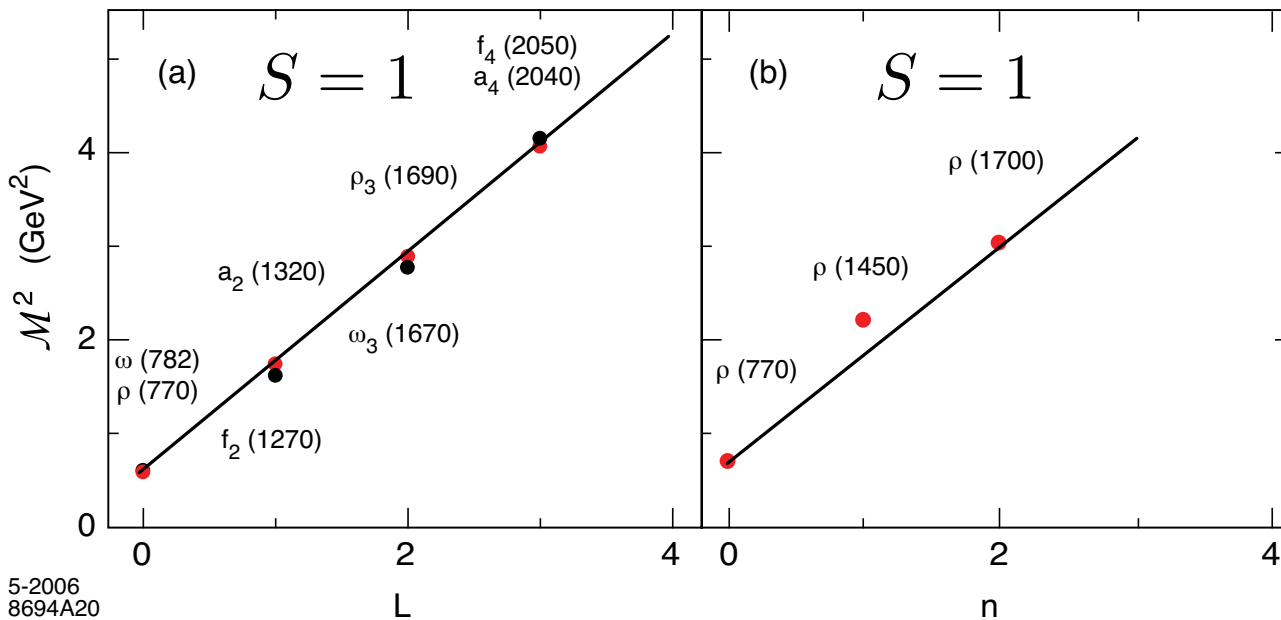 (a)
S = 1
f₄ (2050)
a₄ (2040)
ρ₃ (1690)
a₂ (1320)
ω₃ (1670)
ω (782)
ρ (770)
f₂ (1270)
ℳ² (GeV²)
4
2
0
0 2 4
L
(b)
S = 1
ρ (1700)
ρ (1450)
ρ (770)
0 2 4
n
5-2006
8694A20